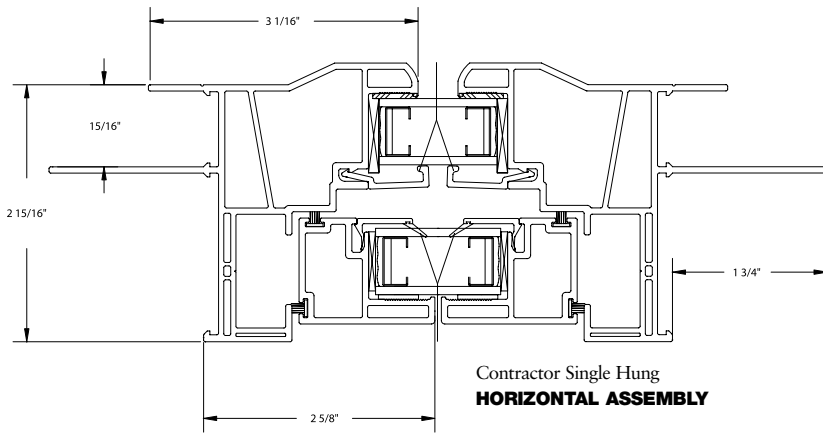 3 1/16"
15/16"
2 15/16"
1 3/4"
Contractor Single Hung
HORIZONTAL ASSEMBLY
2 5/8"